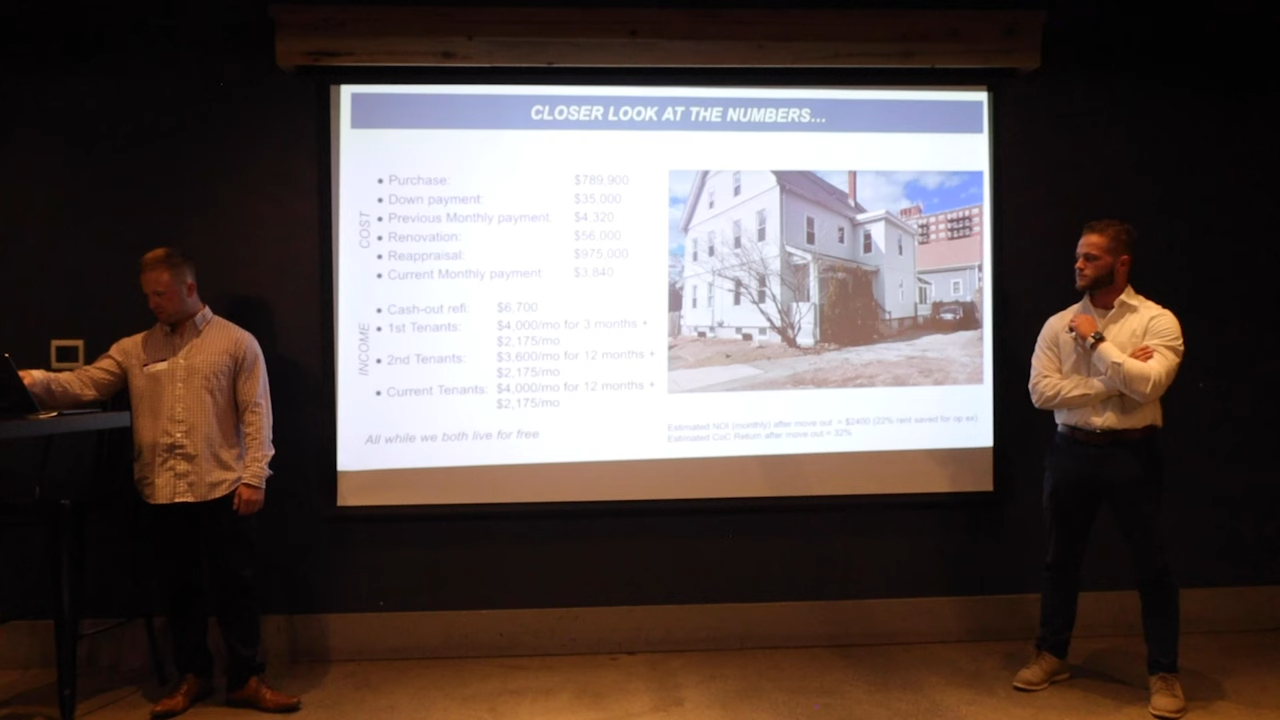 CLOSER LOOK AT THE NUMBERS...
COST
• Purchase: $789,900
• Down payment: $35,000
• Previous Monthly payment: $4,320
• Renovation: $56,000
• Reappraisal: $975,000
• Current Monthly payment: $3,840
INCOME
• Cash-out refi: $6,700
• 1st Tenants: $4,000/mo for 3 months +
$2,175/mo
• 2nd Tenants: $3,600/mo for 12 months +
$2,175/mo
• Current Tenants: $4,000/mo for 12 months +
$2,175/mo
All while we both live for free
Estimated NOI (monthly) after move out = $2400 (22% rent saved for op ex)
Estimated CoC Return after move out = 32%